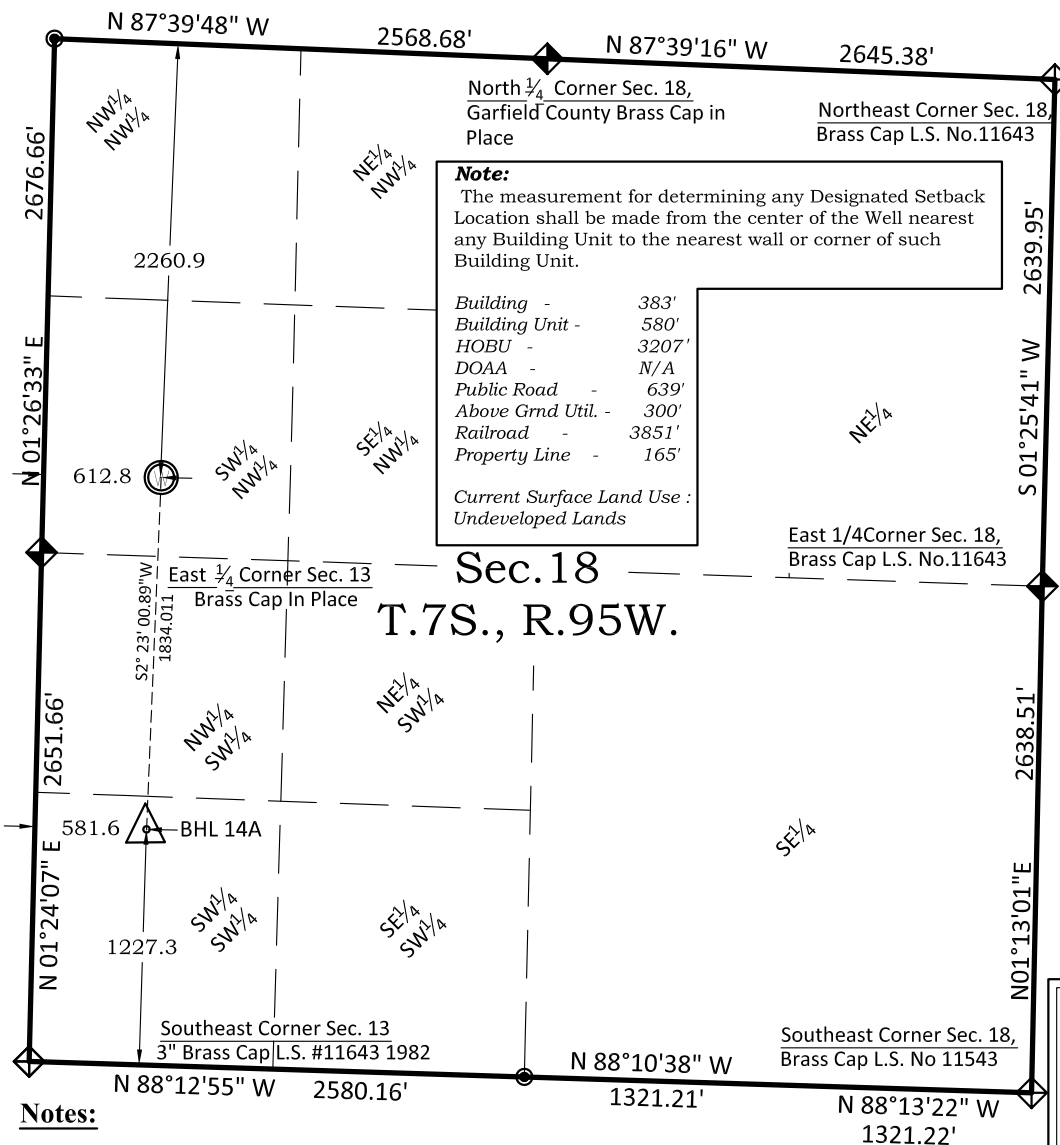 N 87°39'48" W
2568.68'
N 87°39'16" W
2645.38'
North 1/4 Corner Sec. 18,
Garfield County Brass Cap in
Place
Northeast Corner Sec. 18,
Brass Cap L.S. No.11643
NW1/4
NW1/4
NE1/4
NW1/4
2676.66'
2260.9
Note:
The measurement for determining any Designated Setback
Location shall be made from the center of the Well nearest
any Building Unit to the nearest wall or corner of such
Building Unit.
Building - 383'
Building Unit - 580'
HOBU - 3207'
DOAA - N/A
Public Road - 639'
Above Grnd Util. - 300'
Railroad - 3851'
Property Line - 165'
Current Surface Land Use :
Undeveloped Lands
2639.95'
N 01°26'33" E
S 01°25'41" W
612.8
SW1/4
NW1/4
SE1/4
NW1/4
NE1/4
East 1/4 Corner Sec. 13
Brass Cap In Place
East 1/4Corner Sec. 18,
Brass Cap L.S. No.11643
Sec.18
T.7S., R.95W.
S2° 23' 00.89"W
1834.011
NW1/4
SW1/4
NE1/4
SW1/4
2651.66'
2638.51'
581.6
BHL 14A
SE1/4
N 01°24'07" E
N01°13'01"E
SW1/4
SW1/4
SE1/4
SW1/4
1227.3
Southeast Corner Sec. 13
3" Brass Cap L.S. #11643 1982
Southeast Corner Sec. 18,
Brass Cap L.S. No 11543
N 88°12'55" W
2580.16'
N 88°10'38" W
1321.21'
N 88°13'22" W
1321.22'
Notes: